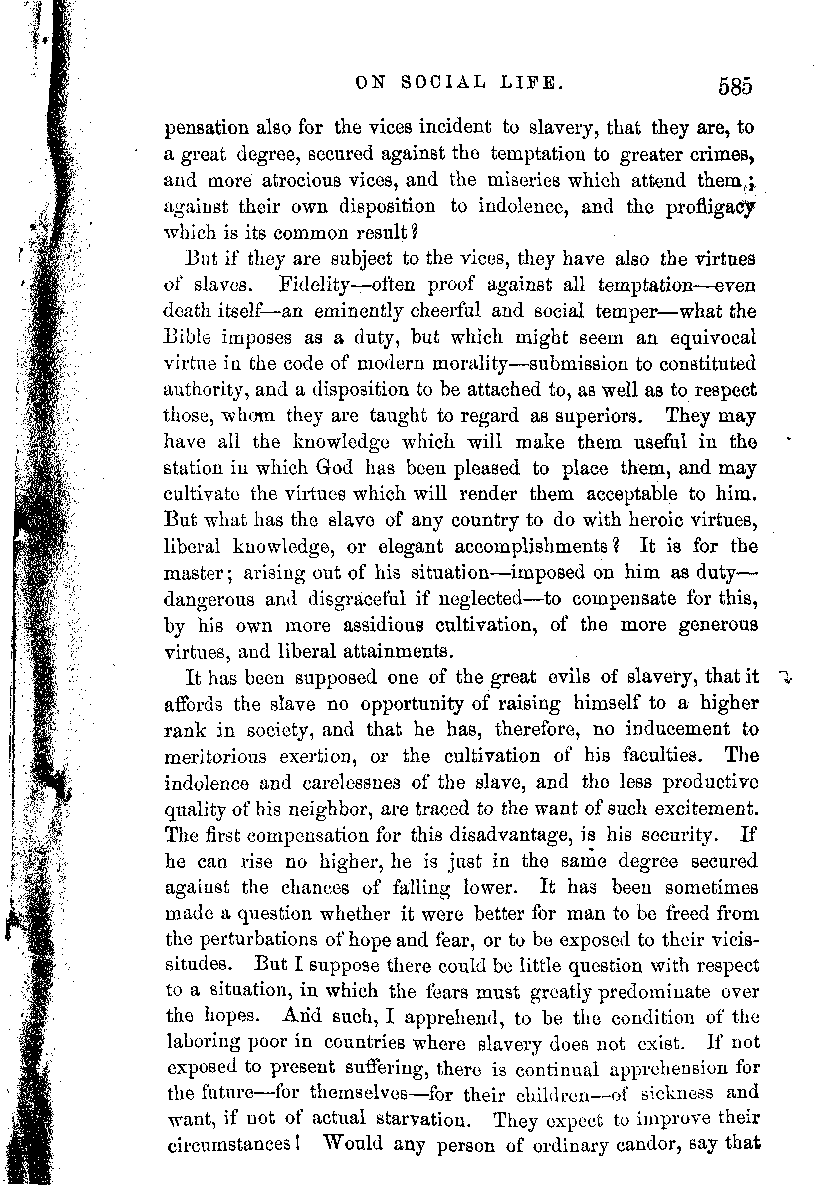 ON SOCIAL LIFE. 585
pensation also for the vices incident to slavery, that they are, to
a great degree, secured against the temptation to greater crimes,
and more atrocious vices, and the miseries which attend them;
against their own disposition to indolence, and the profligacy
which is its common result?
But if they are subject to the vices, they have also the virtues
of slaves. Fidelity—often proof against all temptation—even
death itself—an eminently cheerful and social temper—what the
Bible imposes as a duty, but which might seem an equivocal
virtue in the code of modern morality—submission to constituted
authority, and a disposition to be attached to, as well as to respect
those, whom they are taught to regard as superiors. They may
have all the knowledge which will make them useful in the
station in which God has been pleased to place them, and may
cultivate the virtues which will render them acceptable to him.
But what has the slave of any country to do with heroic virtues,
liberal knowledge, or elegant accomplishments? It is for the
master; arising out of his situation—imposed on him as duty—
dangerous and disgraceful if neglected—to compensate for this,
by his own more assidious cultivation, of the more generous
virtues, and liberal attainments.
It has been supposed one of the great evils of slavery, that it
affords the slave no opportunity of raising himself to a higher
rank in society, and that he has, therefore, no inducement to
meritorious exertion, or the cultivation of his faculties. The
indolence and carelessnes of the slave, and the less productive
quality of his neighbor, are traced to the want of such excitement.
The first compensation for this disadvantage, is his security. If
he can rise no higher, he is just in the same degree secured
against the chances of falling lower. It has been sometimes
made a question whether it were better for man to be freed from
the perturbations of hope and fear, or to be exposed to their vicis-
situdes. But I suppose there could be little question with respect
to a situation, in which the fears must greatly predominate over
the hopes. And such, I apprehend, to be the condition of the
laboring poor in countries where slavery does not exist. If not
exposed to present suffering, there is continual apprehension for
the future—for themselves—for their children—of sickness and
want, if not of actual starvation. They expect to improve their
circumstances! Would any person of ordinary candor, say that